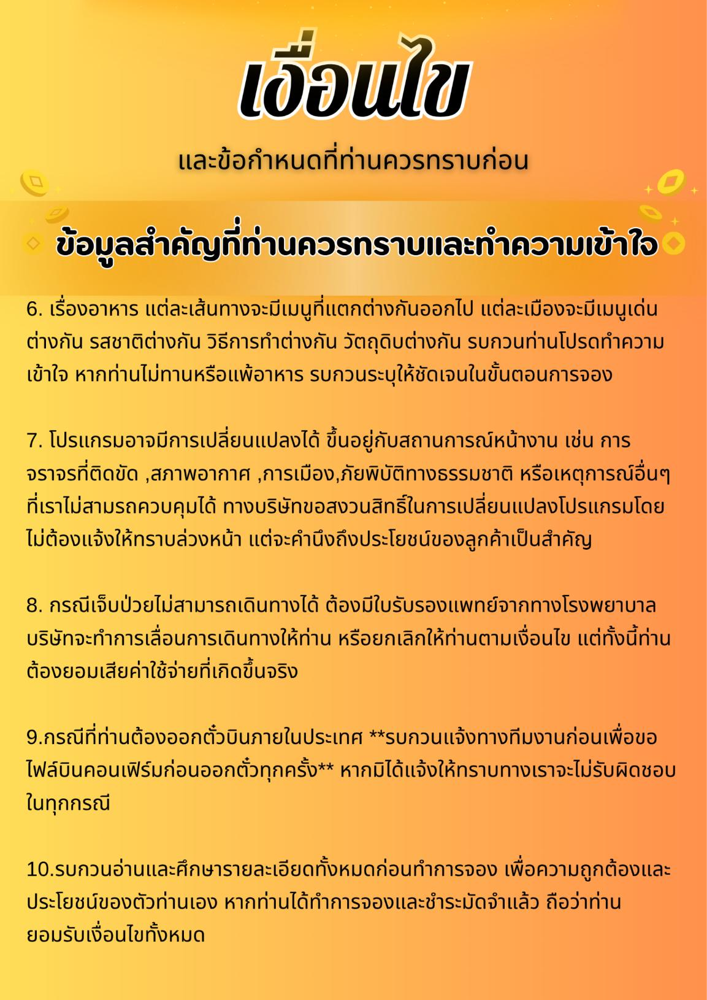 เงื่อนไข
และข้อกำหนดที่ท่านควรทราบก่อน
ข้อมูลสำคัญที่ท่านควรทราบและทำความเข้าใจ
6. เรื่องอาหาร แต่ละเส้นทางจะมีเมนูที่แตกต่างกันออกไป แต่ละเมืองจะมีเมนูเด่น
ต่างกัน รสชาติต่างกัน วิธีการทำต่างกัน วัตถุดิบต่างกัน รบกวนท่านโปรดทำความ
เข้าใจ หากท่านไม่ทานหรือแพ้อาหาร รบกวนระบุให้ชัดเจนในขั้นตอนการจอง
7. โปรแกรมอาจมีการเปลี่ยนแปลงได้ ขึ้นอยู่กับสถานการณ์หน้างาน เช่น การ
จราจรที่ติดขัด ,สภาพอากาศ ,การเมือง,ภัยพิบัติทางธรรมชาติ หรือเหตุการณ์อื่นๆ
ที่เราไม่สามรถควบคุมได้ ทางบริษัทขอสงวนสิทธิ์ในการเปลี่ยนแปลงโปรแกรมโดย
ไม่ต้องแจ้งให้ทราบล่วงหน้า แต่จะคำนึงถึงประโยชน์ของลูกค้าเป็นสำคัญ
8. กรณีเจ็บป่วยไม่สามารถเดินทางได้ ต้องมีใบรับรองแพทย์จากทางโรงพยาบาล
บริษัทจะทำการเลื่อนการเดินทางให้ท่าน หรือยกเลิกให้ท่านตามเงื่อนไข แต่ทั้งนี้ท่าน
ต้องยอมเสียค่าใช้จ่ายที่เกิดขึ้นจริง
9.กรณีที่ท่านต้องออกตั๋วบินภายในประเทศ **รบกวนแจ้งทางทีมงานก่อนเพื่อขอ
ไฟล์บินคอนเฟิร์มก่อนออกตั๋วทุกครั้ง** หากมิได้แจ้งให้ทราบทางเราจะไม่รับผิดชอบ
ในทุกกรณี
10.รบกวนอ่านและศึกษารายละเอียดทั้งหมดก่อนทำการจอง เพื่อความถูกต้องและ
ประโยชน์ของตัวท่านเอง หากท่านได้ทำการจองและชำระมัดจำแล้ว ถือว่าท่าน
ยอมรับเงื่อนไขทั้งหมด